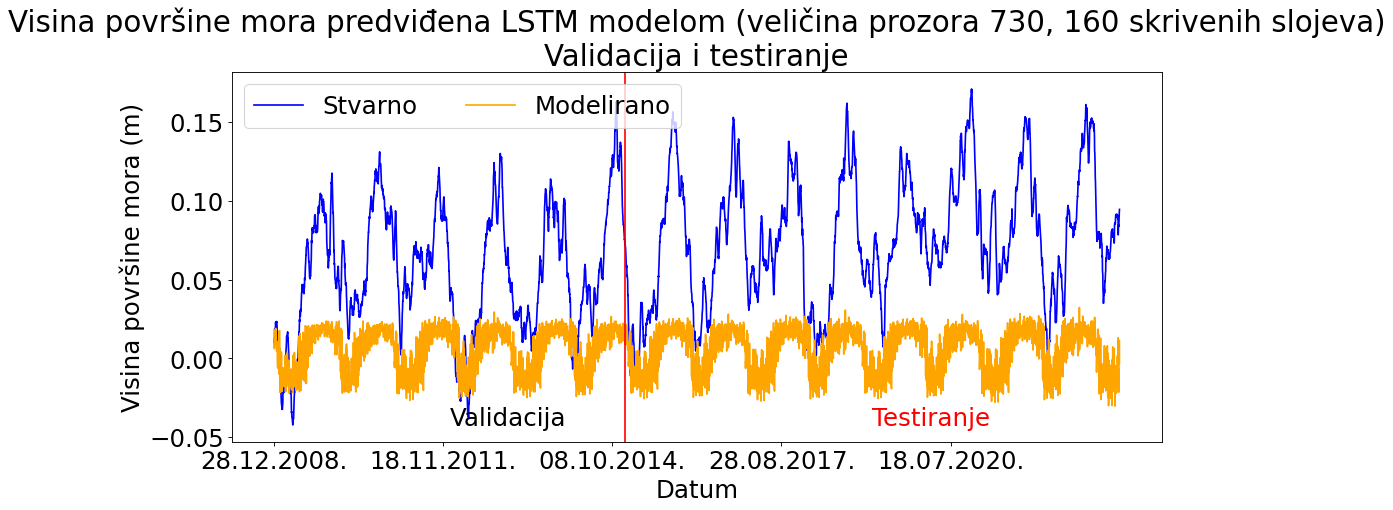 Visina površine mora predviđena LSTM modelom (veličina prozora 730, 160 skrivenih slojeva)
Validacija i testiranje
Stvarno Modelirano
Visina površine mora (m)
0.15
0.10
0.05
0.00
−0.05
Validacija Testiranje
28.12.2008. 18.11.2011. 08.10.2014. 28.08.2017. 18.07.2020.
Datum